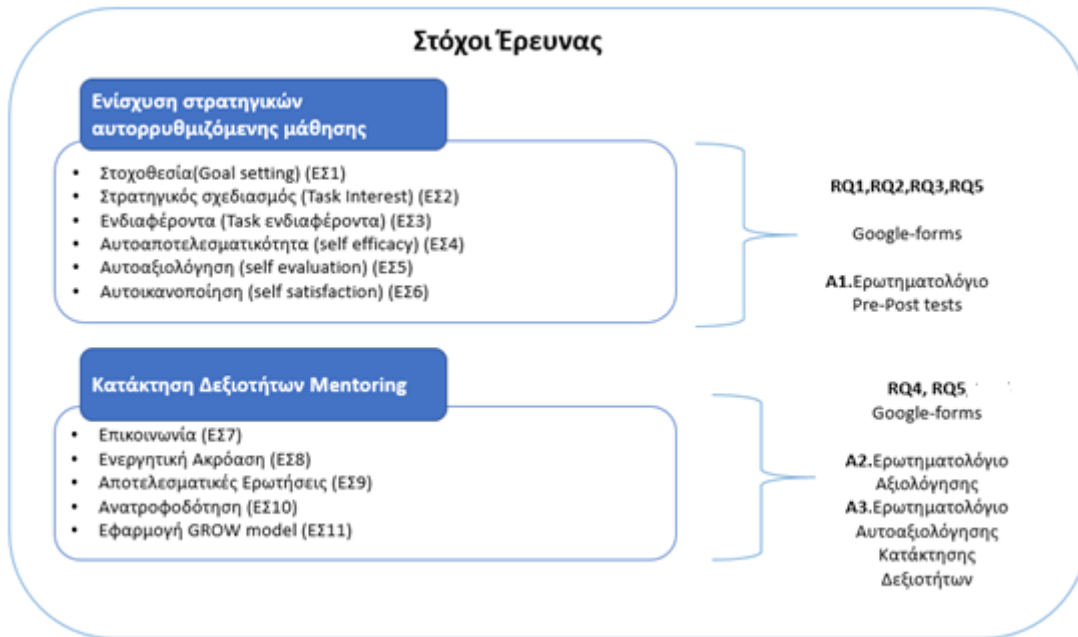 Στόχοι Έρευνας
Ενίσχυση στρατηγικών
αυτορρυθμιζόμενης μάθησης
• Στοχοθεσία(Goal setting) (ΕΣ1)
• Στρατηγικός σχεδιασμός (Task Interest) (ΕΣ2)
• Ενδιαφέροντα (Task ενδιαφέροντα) (ΕΣ3)
• Αυτοαποτελεσματικότητα (self efficacy) (ΕΣ4)
• Αυτοαξιολόγηση (self evaluation) (ΕΣ5)
• Αυτοικανοποίηση (self satisfaction) (ΕΣ6)
RQ1,RQ2,RQ3,RQ5
Google-forms
A1.Ερωτηματολόγιο
Pre-Post tests
Κατάκτηση Δεξιοτήτων Mentoring
• Επικοινωνία (ΕΣ7)
• Ενεργητική Ακρόαση (ΕΣ8)
• Αποτελεσματικές Ερωτήσεις (ΕΣ9)
• Ανατροφοδότηση (ΕΣ10)
• Εφαρμογή GROW model (ΕΣ11)
RQ4, RQ5,
Google-forms
A2.Ερωτηματολόγιο
Αξιολόγησης
A3.Ερωτηματολόγιο
Αυτοαξιολόγησης
Κατάκτησης
Δεξιοτήτων